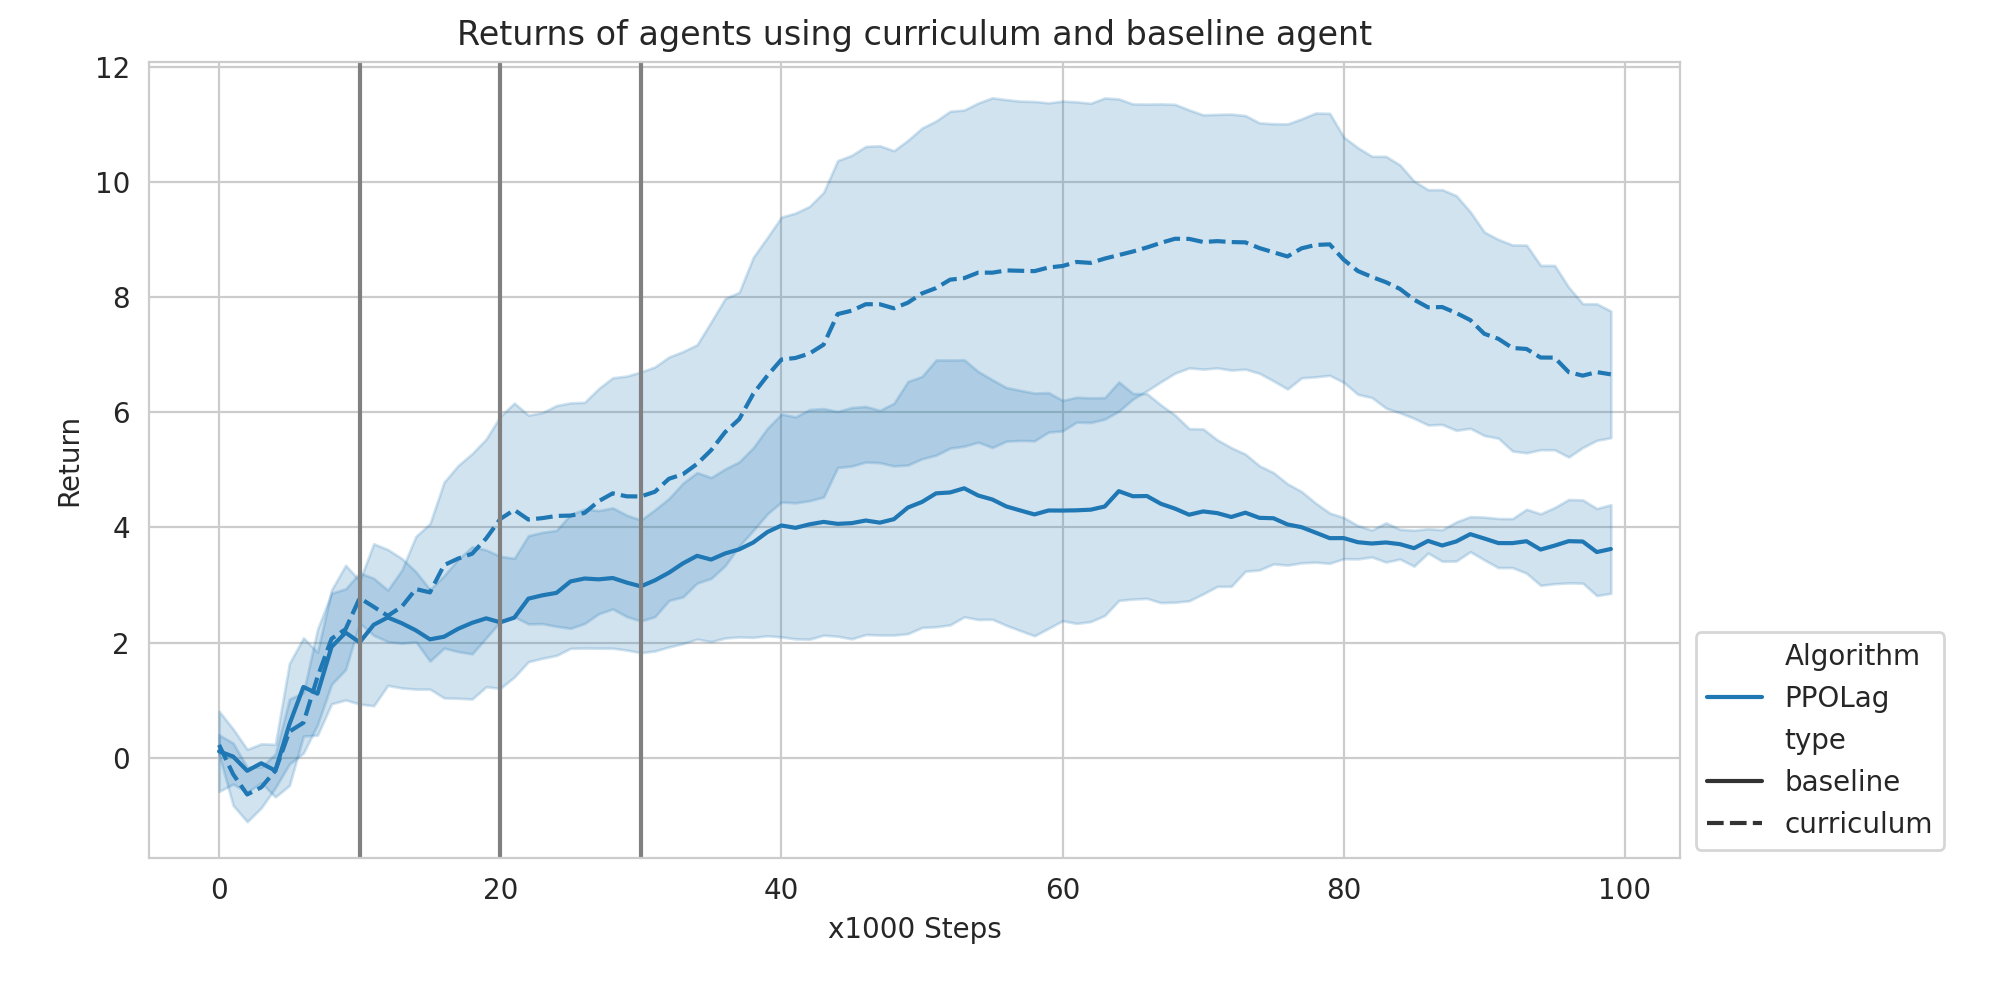 Returns of agents using curriculum and baseline agent
12
10
8
6
4
2
0
Return
0 20 40 60 80 100
x1000 Steps
Algorithm
PPOLag
type
baseline
curriculum